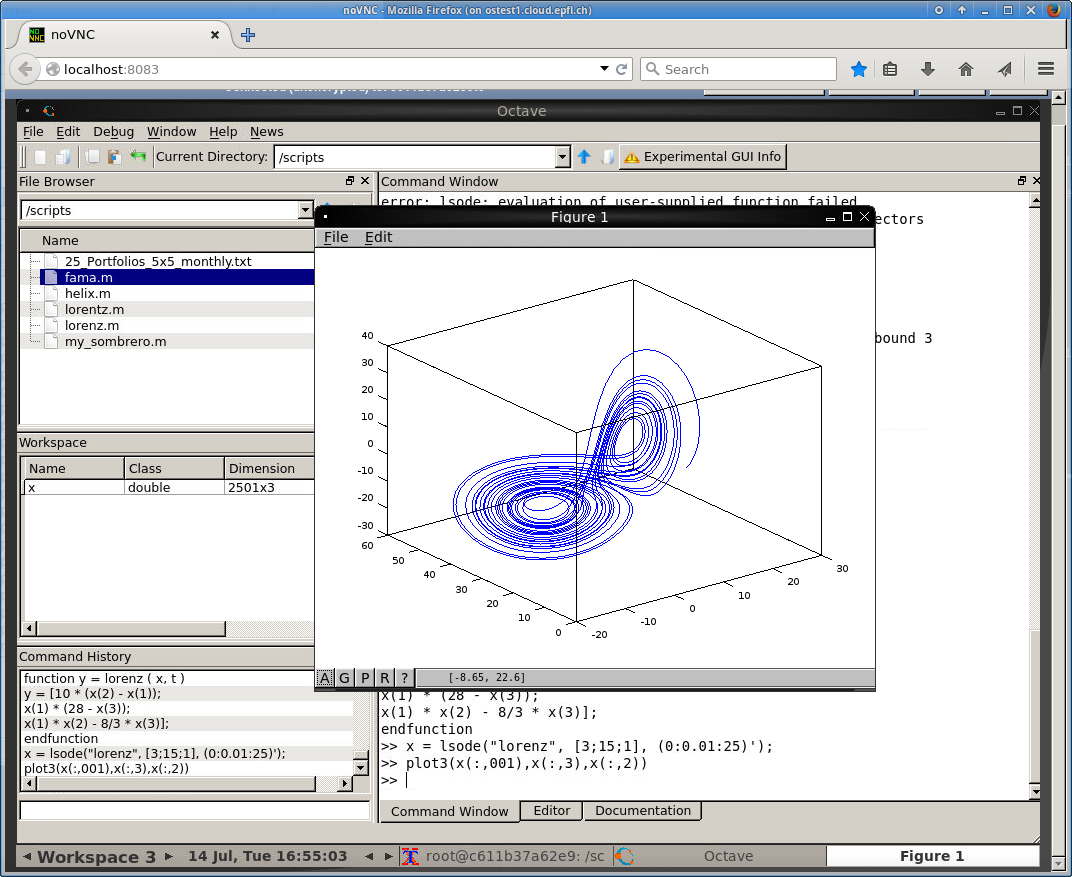 noVNC - Mozilla Firefox (on ostest1.cloud.epfl.ch)
noVNC
localhost:8083
Search
Octave
File Edit Debug Window Help News
Current Directory: /scripts
Experimental GUI Info
File Browser
Command Window
/scripts
error: lsode: evaluation of user-supplied function failed
ectors
Name
25_Portfolios_5x5_monthly.txt
fama.m
helix.m
lorentz.m
lorenz.m
my_sombrero.m
bound 3
Figure 1
File Edit
40
30
20
10
0
-10
-20
-30
60
50
40
30
20
10
0
-20
-10
0
10
20
30
A G P R ? [-8.65, 22.6]
Workspace
Name Class Dimension
x double 2501x3
Command History
function y = lorenz ( x, t )
y = [10 * (x(2) - x(1));
x(1) * (28 - x(3));
x(1) * x(2) - 8/3 * x(3)];
endfunction
x = lsode("lorenz", [3;15;1], (0:0.01:25)');
plot3(x(:,001),x(:,3),x(:,2))
x(1) * (28 - x(3));
x(1) * x(2) - 8/3 * x(3)];
endfunction
>> x = lsode("lorenz", [3;15;1], (0:0.01:25)');
>> plot3(x(:,001),x(:,3),x(:,2))
>>
Command Window Editor Documentation
Workspace 3 14 Jul, Tue 16:55:03 root@c611b37a62e9: /sc Octave Figure 1